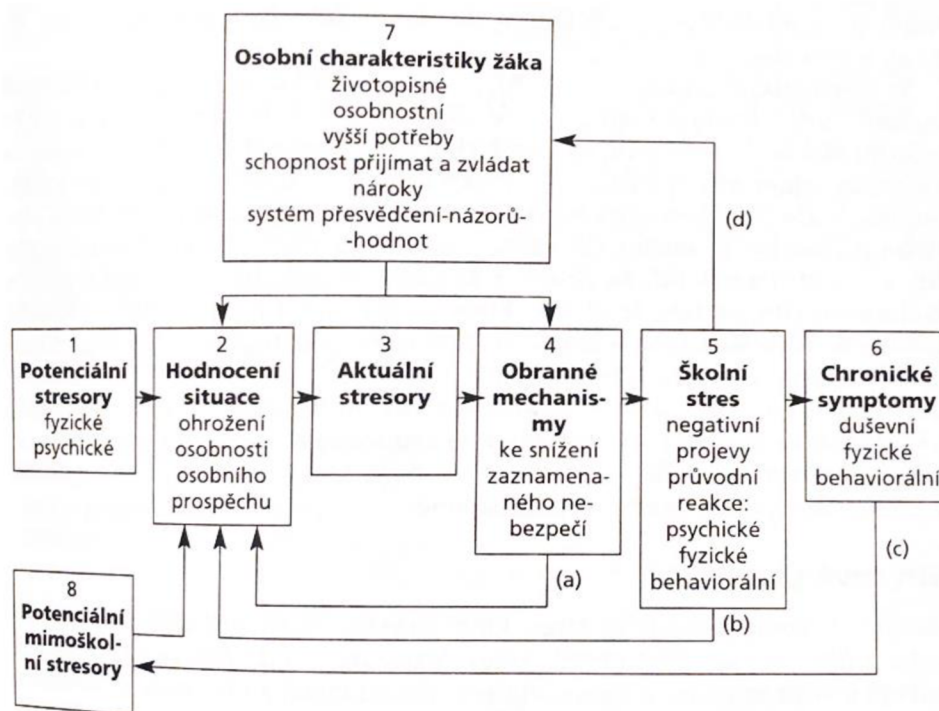 7
Osobní charakteristiky žáka
životopisné
osobnostní
vyšší potřeby
schopnost přijímat a zvládat
nároky
systém přesvědčení-názorů-
-hodnot
(d)
1
Potenciální
stresory
fyzické
psychické
2
Hodnocení
situace
ohrožení
osobnosti
osobního
prospěchu
3
Aktuální
stresory
4
Obranné
mechanis-
my
ke snížení
zaznamena-
ného ne-
bezpečí
5
Školní
stres
negativní
projevy
průvodní
reakce:
psychické
fyzické
behaviorální
6
Chronické
symptomy
duševní
fyzické
behaviorální
(a)
(b)
(c)
8
Potenciální
mimoškol-
ní stresory